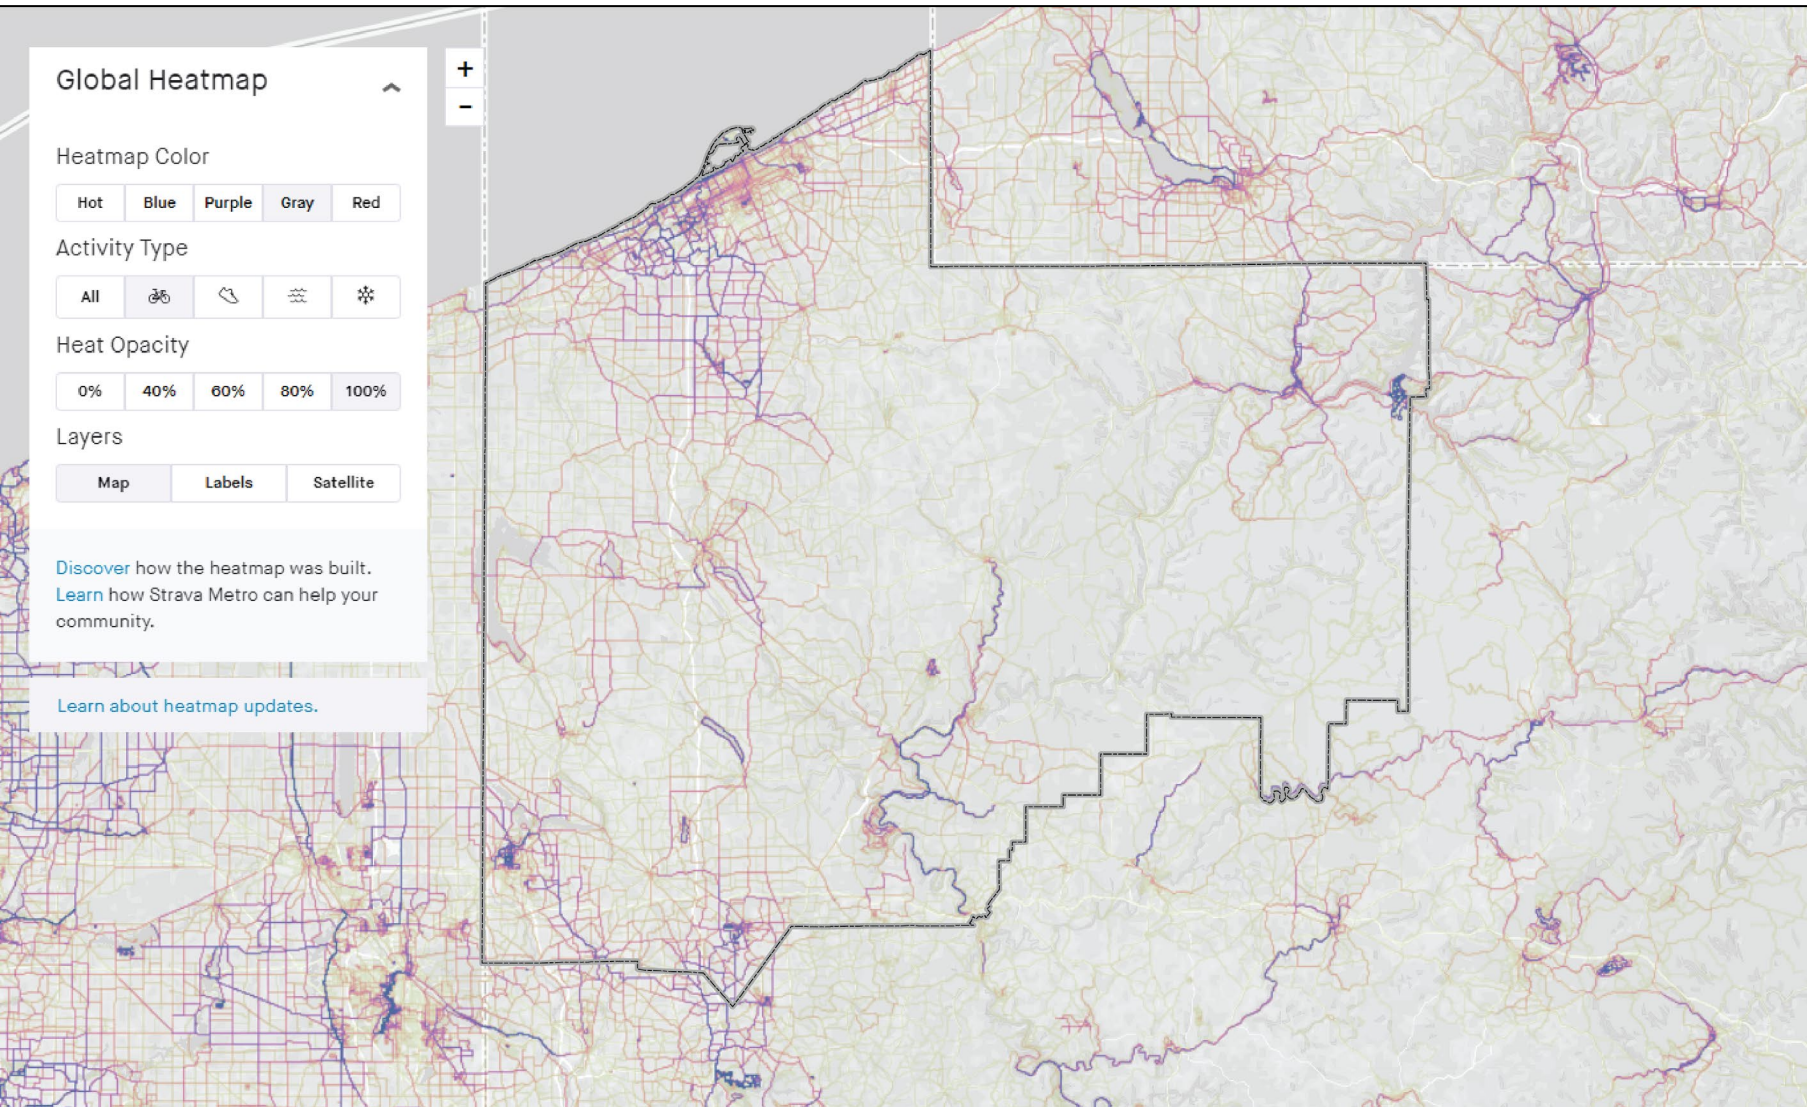 Global Heatmap
+
-
Heatmap Color
Hot Blue Purple Gray Red
Activity Type
All
Heat Opacity
0% 40% 60% 80% 100%
Layers
Map Labels Satellite
Discover how the heatmap was built.
Learn how Strava Metro can help your
community.
Learn about heatmap updates.